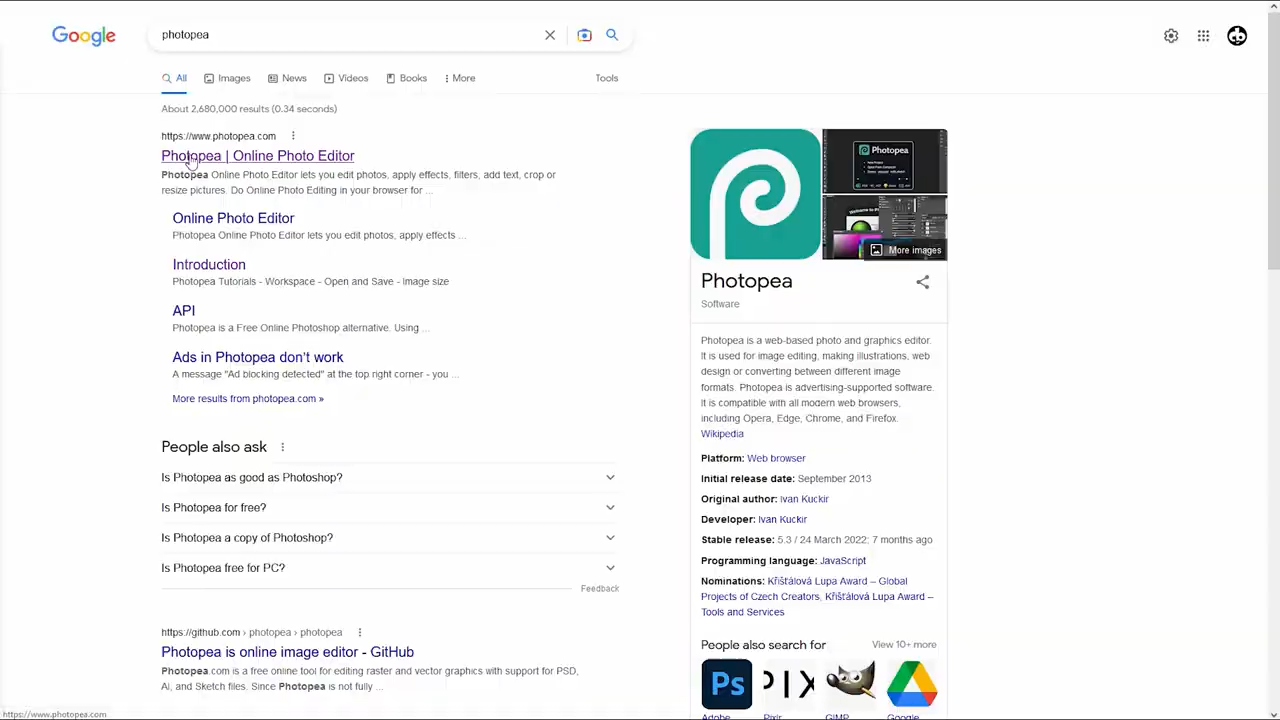 Google
photopea
All
Images
News
Videos
Books
More
Tools
About 2,680,000 results (0.34 seconds)
https://www.photopea.com
Photopea | Online Photo Editor
Photopea Online Photo Editor lets you edit photos, apply effects, filters, add text, crop or
resize pictures. Do Online Photo Editing in your browser for ...
Online Photo Editor
Photo Editor lets you edit photos, apply effects ...
Introduction
Photopea Tutorials - Workspace - Open and Save - Image size
API
Photopea is a Free Online Photoshop alternative. Using ...
Ads in Photopea don't work
A message "Ad blocking detected" at the top right corner - you ...
More results from photopea.com »
People also ask
Is Photopea as good as Photoshop?
Is Photopea for free?
Is Photopea a copy of Photoshop?
Is Photopea free for PC?
Feedback
https://github.com › photopea › photopea
Photopea is online image editor - GitHub
Photopea.com is a free online tool for editing raster and vector graphics with support for PSD,
Ai, and Sketch files. Since Photopea is not fully ...
Photopea
More images
Photopea
Software
Photopea is a web-based photo and graphics editor.
It is used for image editing, making illustrations, web
design or converting between different image
formats. Photopea is advertising-supported software.
It is compatible with all modern web browsers,
including Opera, Edge, Chrome, and Firefox.
Wikipedia
Platform: Web browser
Initial release date: September 2013
Original author: Ivan Kuckir
Developer: Ivan Kuckir
Stable release: 5.3 / 24 March 2022; 7 months ago
Programming language: JavaScript
Nominations: Křišťálová Lupa Award – Global
Projects of Czech Creators, Křišťálová Lupa Award –
Tools and Services
People also search for
View 10+ more
Ps
PIX
Adobe
Pixlr
GIMP
Google
https://www.photopea.com